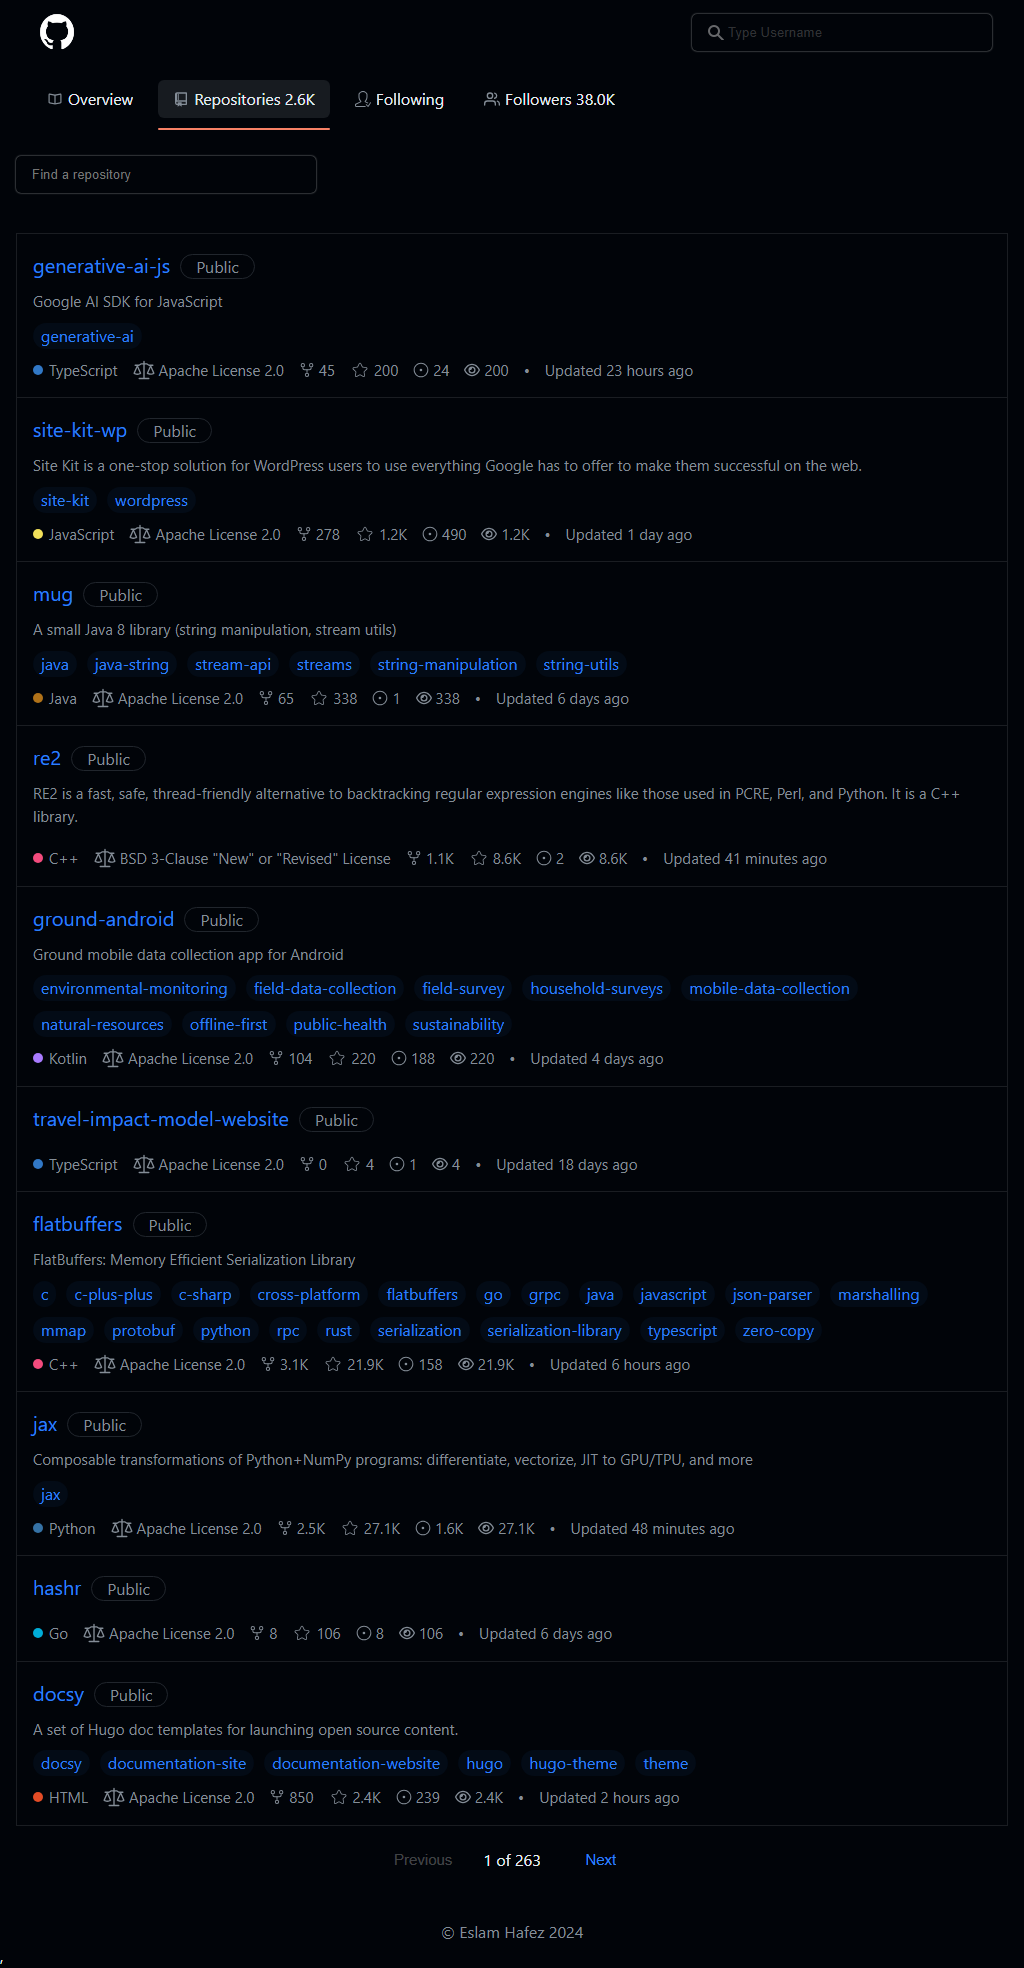 Type Username
Overview Repositories 2.6K Following Followers 38.0K
Find a repository
generative-ai-js Public
Google AI SDK for JavaScript
generative-ai
TypeScript Apache License 2.0 45 200 24 200 • Updated 23 hours ago
site-kit-wp Public
Site Kit is a one-stop solution for WordPress users to use everything Google has to offer to make them successful on the web.
site-kit wordpress
JavaScript Apache License 2.0 278 1.2K 490 1.2K • Updated 1 day ago
mug Public
A small Java 8 library (string manipulation, stream utils)
java java-string stream-api streams string-manipulation string-utils
Java Apache License 2.0 65 338 1 338 • Updated 6 days ago
re2 Public
RE2 is a fast, safe, thread-friendly alternative to backtracking regular expression engines like those used in PCRE, Perl, and Python. It is a C++
library.
C++ BSD 3-Clause "New" or "Revised" License 1.1K 8.6K 2 8.6K • Updated 41 minutes ago
ground-android Public
Ground mobile data collection app for Android
environmental-monitoring field-data-collection field-survey household-surveys mobile-data-collection
natural-resources offline-first public-health sustainability
Kotlin Apache License 2.0 104 220 188 220 • Updated 4 days ago
travel-impact-model-website Public
TypeScript Apache License 2.0 0 4 1 4 • Updated 18 days ago
flatbuffers Public
FlatBuffers: Memory Efficient Serialization Library
c c-plus-plus c-sharp cross-platform flatbuffers go grpc java javascript json-parser marshalling
mmap protobuf python rpc rust serialization serialization-library typescript zero-copy
C++ Apache License 2.0 3.1K 21.9K 158 21.9K • Updated 6 hours ago
jax Public
Composable transformations of Python+NumPy programs: differentiate, vectorize, JIT to GPU/TPU, and more
jax
Python Apache License 2.0 2.5K 27.1K 1.6K 27.1K • Updated 48 minutes ago
hashr Public
Go Apache License 2.0 8 106 8 106 • Updated 6 days ago
docsy Public
A set of Hugo doc templates for launching open source content.
docsy documentation-site documentation-website hugo hugo-theme theme
HTML Apache License 2.0 850 2.4K 239 2.4K • Updated 2 hours ago
Previous 1 of 263 Next
© Eslam Hafez 2024
,